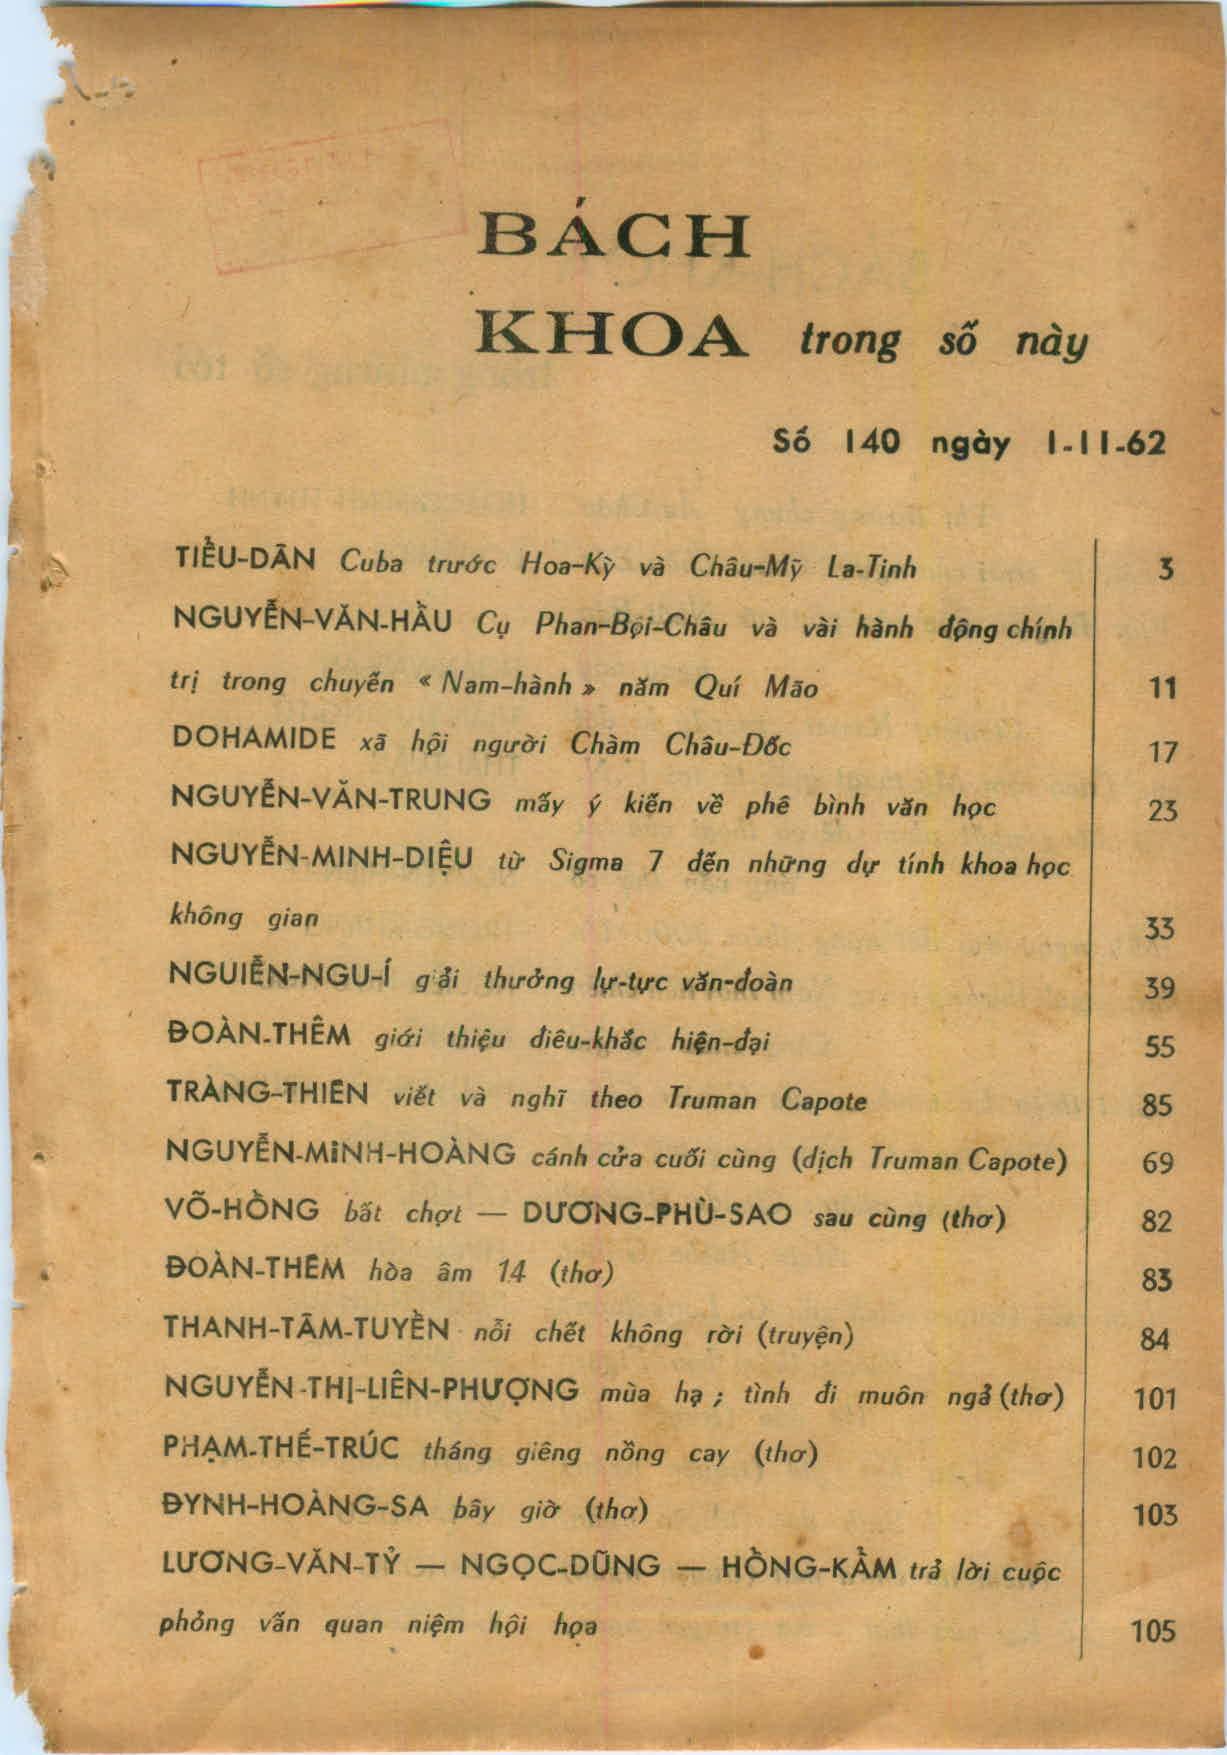 BÁCH
KHOA trong số này
Số 140 ngày 1-11-62
TIỂU-DÂN Cuba trước Hoa-Kỳ và Châu-Mỹ La-Tinh 3
NGUYỄN-VĂN-HẦU Cụ Phan-Bội-Châu và vài hành động chính
trị trong chuyến « Nam-hành » năm Quí Mão 11
DOHAMIDE xã hội người Chàm Châu-Đốc 17
NGUYỄN-VĂN-TRUNG mấy ý kiến về phê bình văn học 23
NGUYỄN-MINH-DIỆU từ Sigma 7 đến những dự tính khoa học
không gian 33
NGUIỄN-NGU-Í giải thưởng lự-tực văn-đoàn 39
ĐOÀN-THÊM giới thiệu điêu-khắc hiện-đại 55
TRÀNG-THIÊN viết và nghĩ theo Truman Capote 85
NGUYỄN-MINH-HOÀNG cánh cửa cuối cùng (dịch Truman Capote) 69
VÕ-HỒNG bất chợt — DƯƠNG-PHÙ-SAO sau cùng (thơ) 82
ĐOÀN-THÊM hòa âm 14 (thơ) 83
THANH-TÂM-TUYỀN nỗi chết không rời (truyện) 84
NGUYỄN-THỊ-LIÊN-PHƯỢNG mùa hạ ; tình đi muôn ngả (thơ) 101
PHẠM-THẾ-TRÚC tháng giêng nồng cay (thơ) 102
ĐYNH-HOÀNG-SA bây giờ (thơ) 103
LƯƠNG-VĂN-TỶ — NGỌC-DŨNG — HỒNG-KẦM trả lời cuộc
phỏng vấn quan niệm hội họa 105